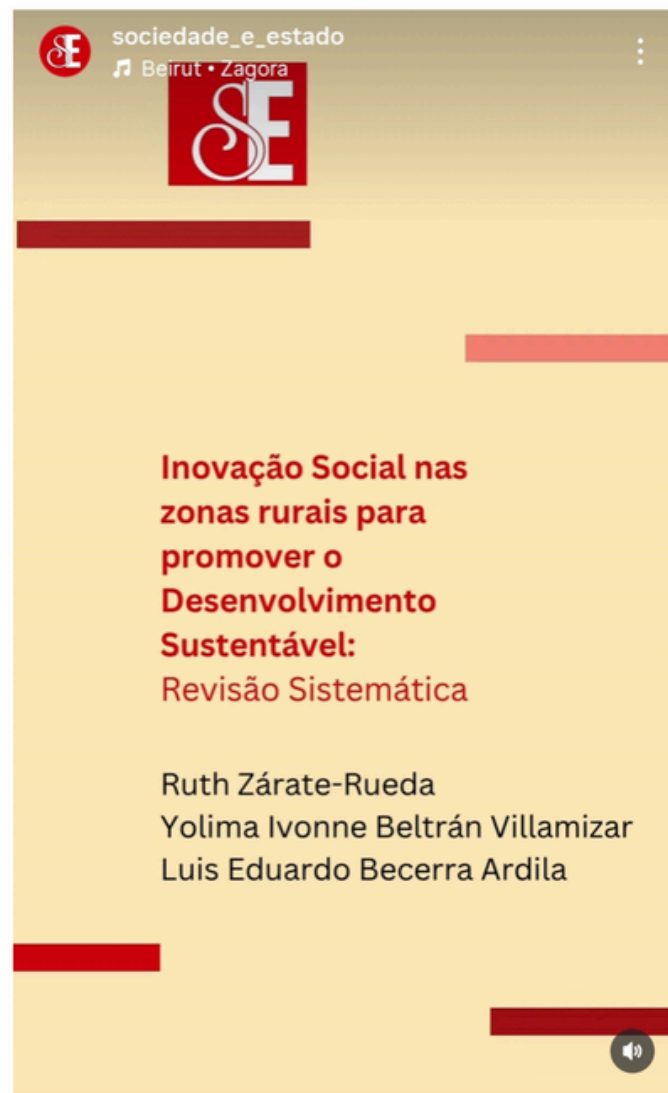 SE
sociedade_e_estado
Beirut • Zagora
SE
Inovação Social nas
zonas rurais para
promover o
Desenvolvimento
Sustentável:
Revisão Sistemática
Ruth Zárate-Rueda
Yolima Ivonne Beltrán Villamizar
Luis Eduardo Becerra Ardila